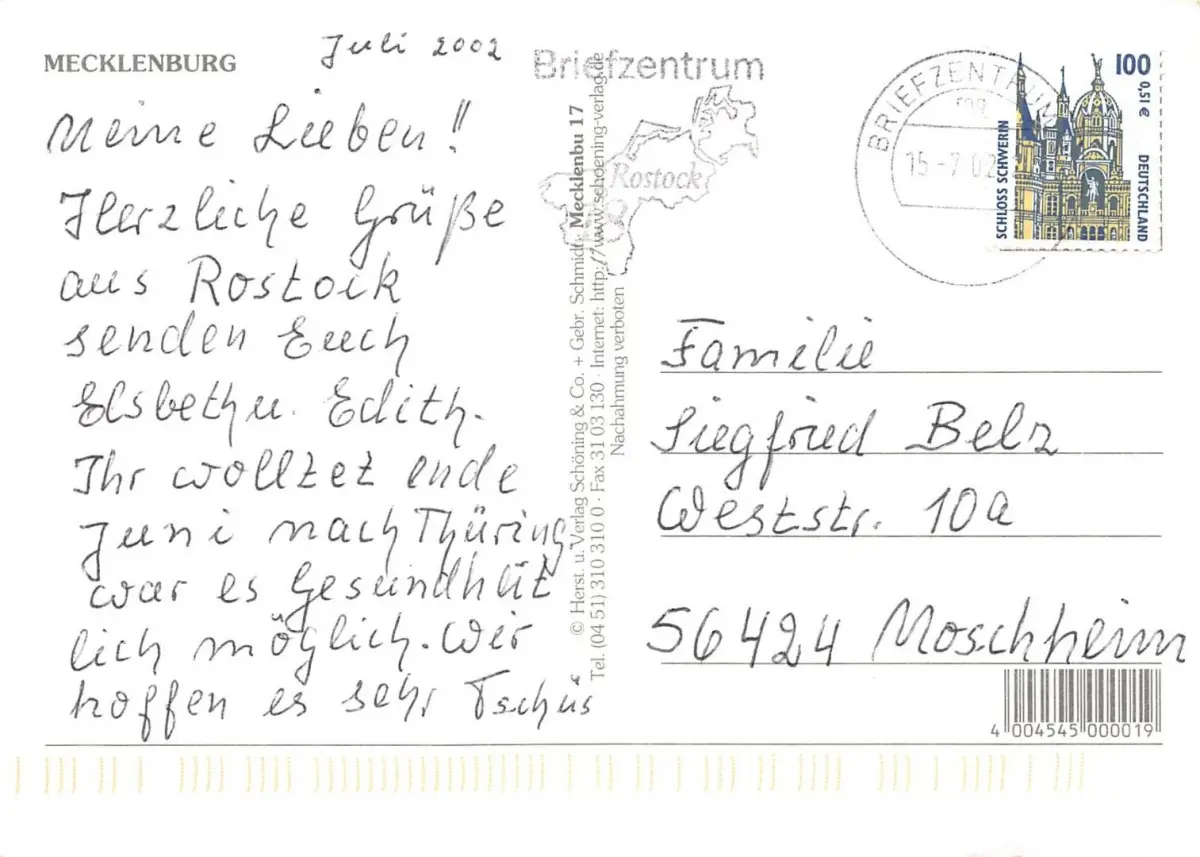 MECKLENBURG
Juli 2002
Meine Lieben!
Herzliche Grüße
aus Rostock
senden Euch
Elsbeth u. Edith.
Ihr wolltet ende
Juni nach Thüring.
war es Gesundheit
lich möglich. Wir
hoffen es sehr Tschüs
© Herst. u. Verlag Schöning & Co. + Gebr. Schmidt · Mecklenbu 17
Tel. (04 51) 310 310 0 · Fax 31 03 130 · Internet: http://www.schoening-verlag.de
Nachahmung verboten
Briefzentrum
Rostock
BRIEFZENTRUM
15-7.02
100
0,51 €
SCHLOSS SCHWERIN
DEUTSCHLAND
Familie
Siegfried Belz
Weststr. 10a
56424 Moschheim
4 004545 000019